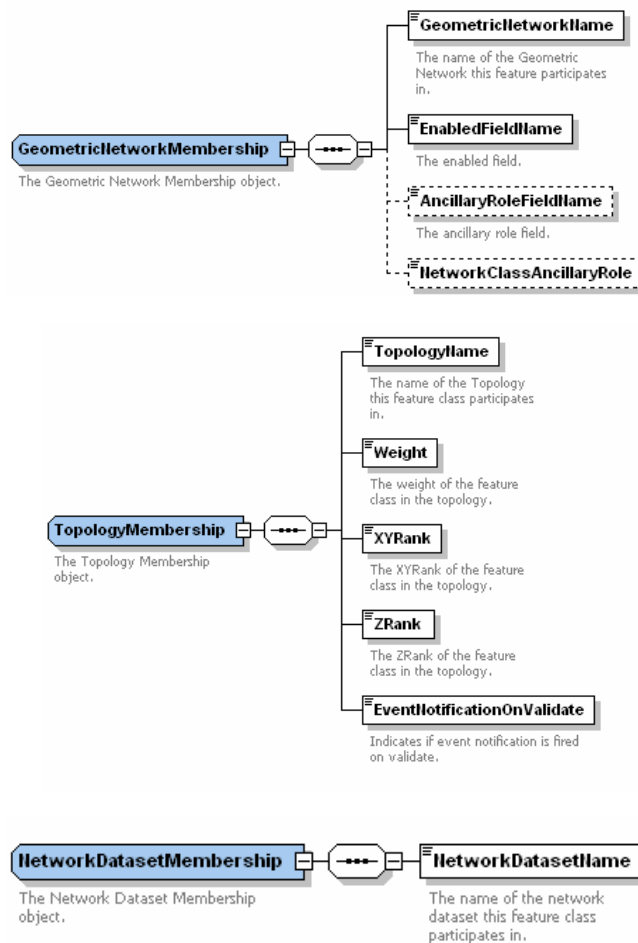 GeometricNetworkName
The name of the Geometric
Network this feature participates
in.
GeometricNetworkMembership
The Geometric Network Membership object.
EnabledFieldName
The enabled field.
AncillaryRoleFieldName
The ancillary role field.
NetworkClassAncillaryRole
TopologyName
The name of the Topology
this feature class participates
in.
Weight
The weight of the feature
class in the topology.
TopologyMembership
The Topology Membership
object.
XYRank
The XYRank of the feature
class in the topology.
ZRank
The ZRank of the feature
class in the topology.
EventNotificationOnValidate
Indicates if event notification is fired
on validate.
NetworkDatasetMembership
The Network Dataset Membership
object.
NetworkDatasetName
The name of the network
dataset this feature class
participates in.